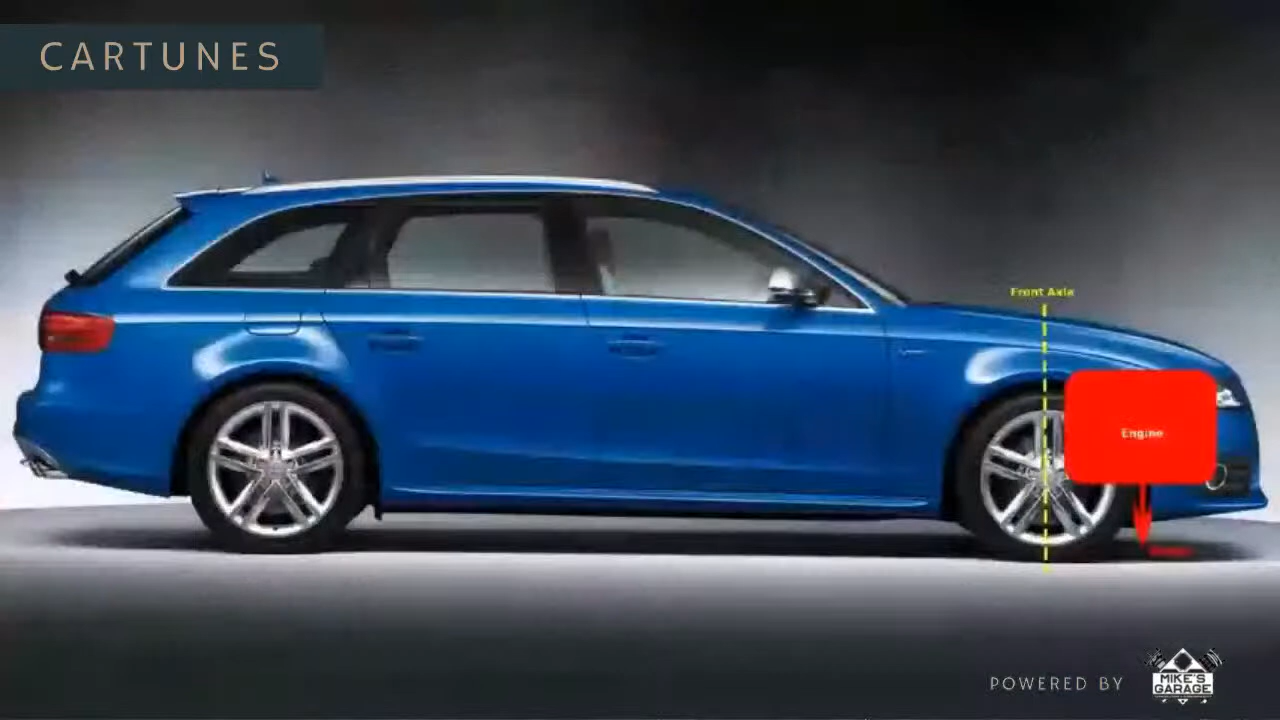 CARTUNES
Front Axle
Engine
POWERED BY
MIKE'S
GARAGE